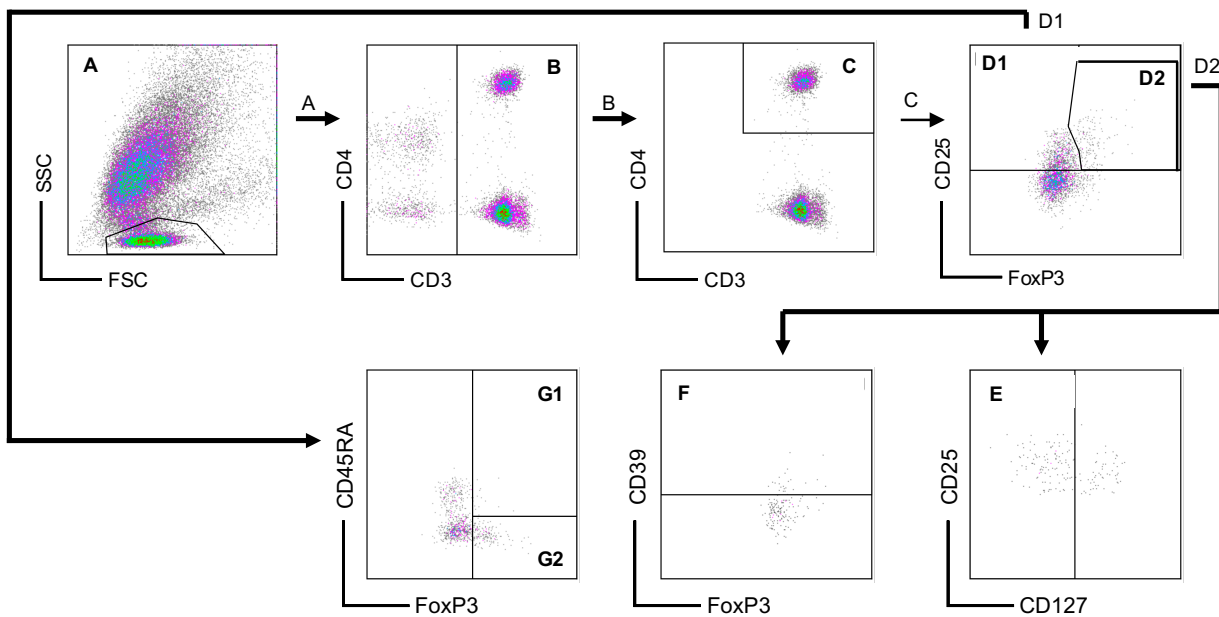 D1
A
SSC
FSC
A
B
CD4
CD3
B
C
CD4
CD3
C
D1
D2
CD25
FoxP3
D2
G1
G2
CD45RA
FoxP3
F
CD39
FoxP3
E
CD25
CD127